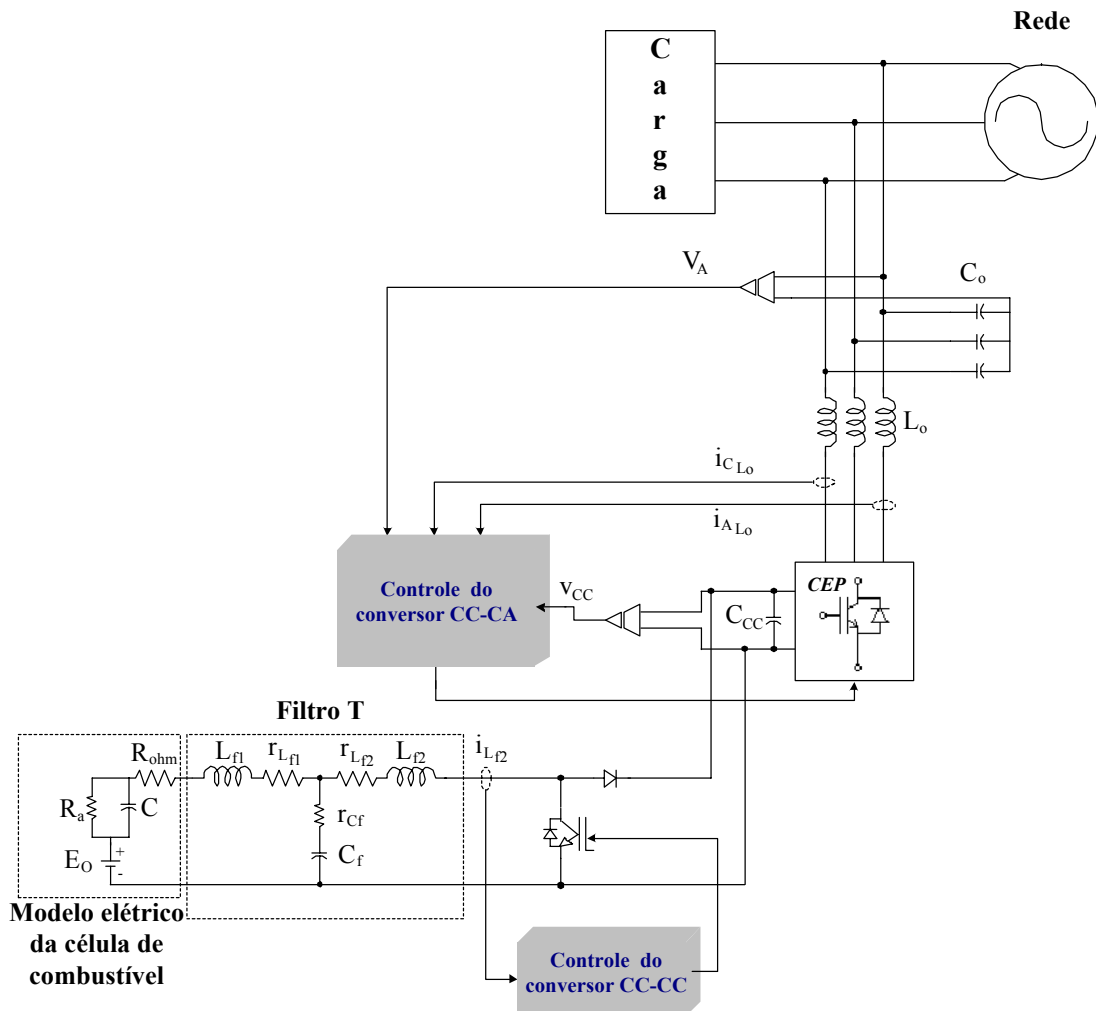 Rede
C
a
r
g
a
V_A
C_o
L_o
i_C Lo
i_A Lo
Controle do
conversor CC-CA
v_CC
C_CC
CEP
Filtro T
R_ohm
L_f1
r_Lf1
r_Lf2
L_f2
i_Lf2
R_a
C
r_Cf
C_f
E_O
+
-
Modelo elétrico
da célula de
combustível
Controle do
conversor CC-CC